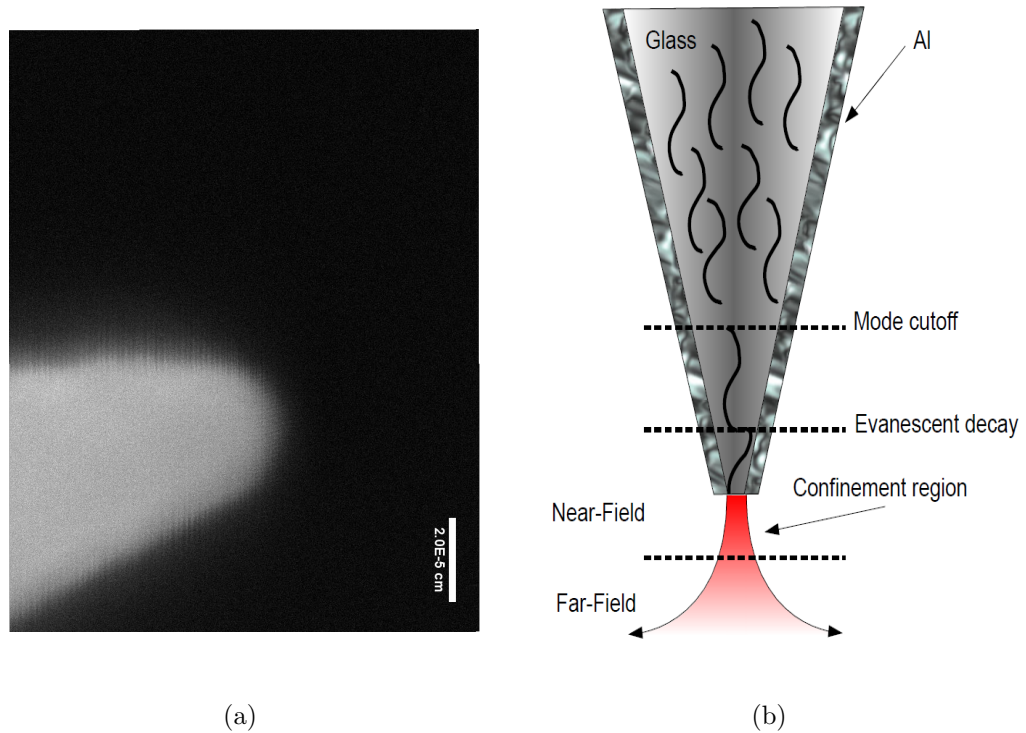 2.0E-5 cm
Glass
Al
Mode cutoff
Evanescent decay
Confinement region
Near-Field
Far-Field
(a)
(b)